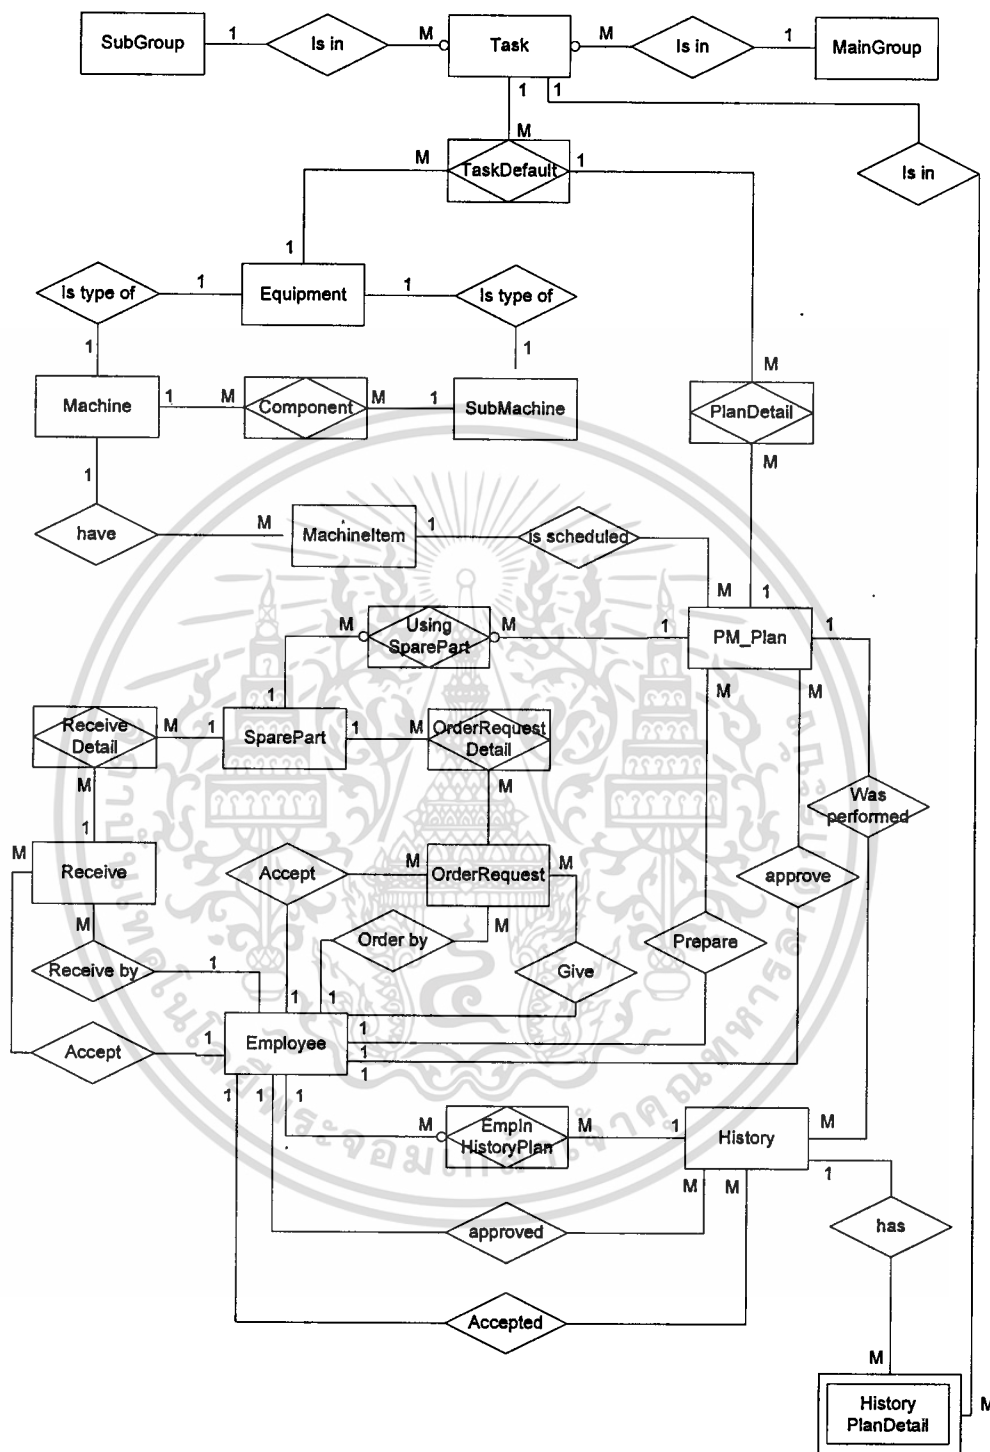 SubGroup 1 Is in M Task M Is in 1 MainGroup
1 1
M
M TaskDefault 1 M Is in
1
Is type of 1 Equipment 1 Is type of
1 1
M
Machine 1 M Component M 1 SubMachine PlanDetail
M
1
have M MachineItem 1 is scheduled
M 1
M Using SparePart M 1 PM_Plan 1
1 M M
Receive Detail M 1 SparePart 1 M OrderRequest Detail
M M
Was performed
1
M Receive Accept M OrderRequest M approve
M M
Order by Prepare
Receive by 1 Give
1 1
Accept 1 Employee 1
1
1
1 1 1
M EmpIn HistoryPlan M 1 History M
M M 1
approved has
Accepted
M
History PlanDetail M